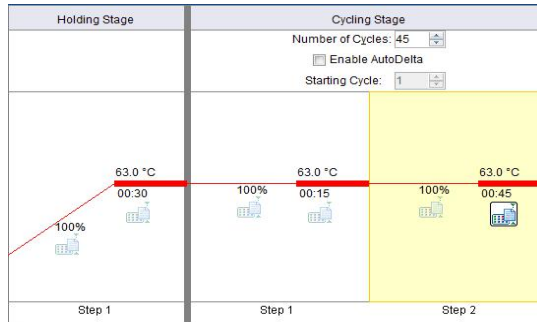 Holding Stage
Cycling Stage
Number of Cycles: 45
Enable AutoDelta
Starting Cycle: 1
63.0 °C
63.0 °C
63.0 °C
00:30
100%
00:15
100%
00:45
100%
Step 1
Step 1
Step 2